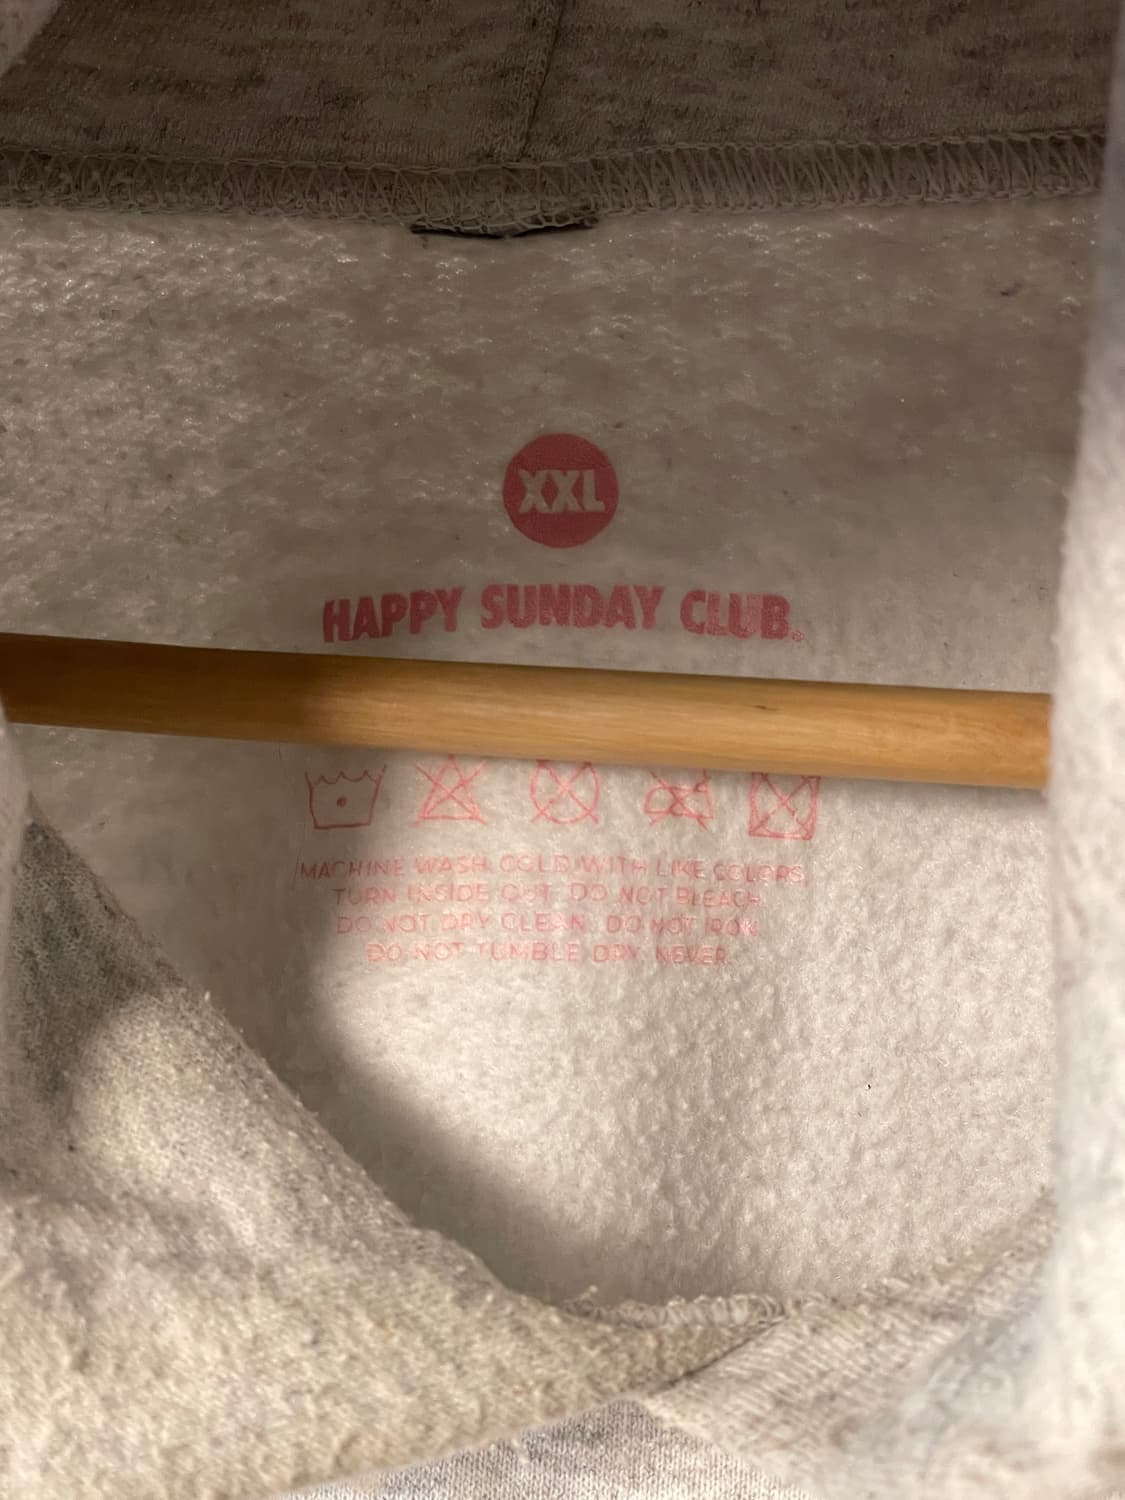 XXL
HAPPY SUNDAY CLUB.
MACHINE WASH COLD WITH LIKE COLORS,
TURN INSIDE OUT. DO NOT BLEACH.
DO NOT DRY CLEAN. DO NOT IRON.
DO NOT TUMBLE DRY. NEVER.